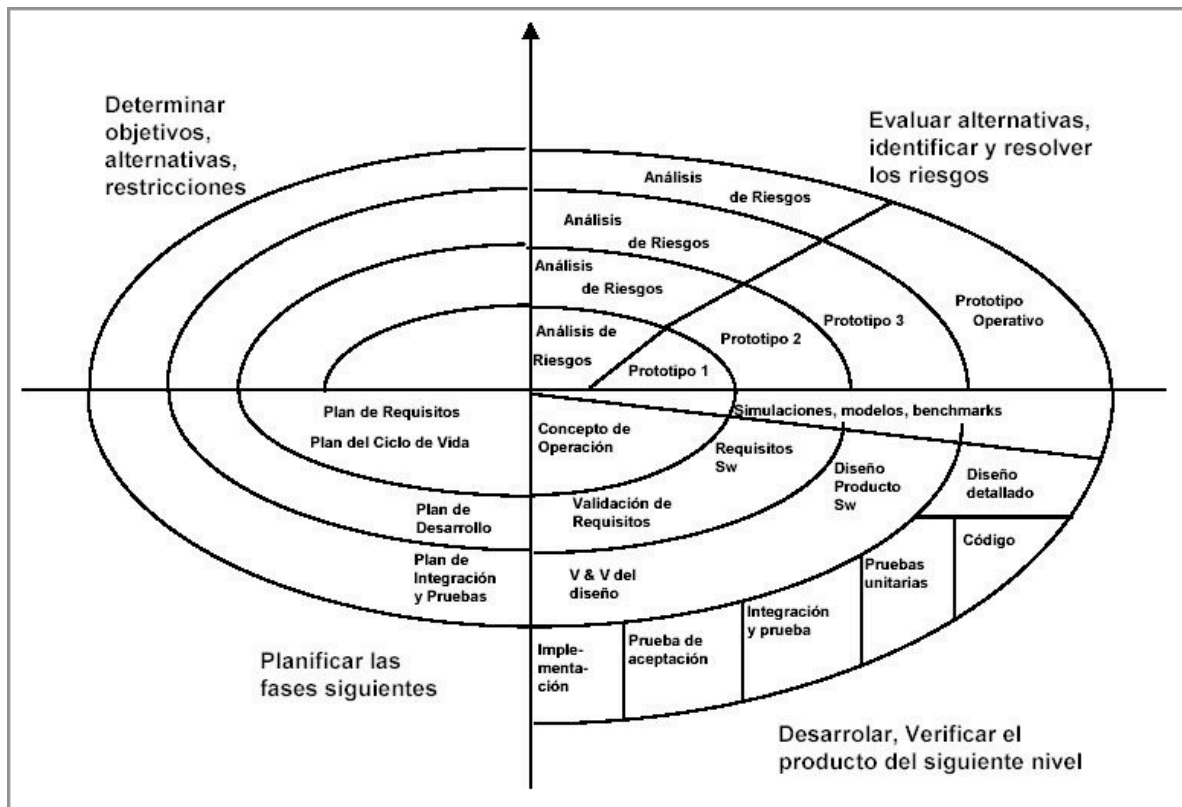 Determinar
objetivos,
alternativas,
restricciones
Evaluar alternativas,
identificar y resolver
los riesgos
Análisis
de Riesgos
Análisis
de Riesgos
Análisis
de Riesgos
Análisis de
Riesgos
Prototipo 1
Prototipo 2
Prototipo 3
Prototipo
Operativo
Simulaciones, modelos, benchmarks
Plan de Requisitos
Plan del Ciclo de Vida
Concepto de
Operación
Requisitos
Sw
Diseño
Producto
Sw
Diseño
detallado
Plan de
Desarrollo
Validación de
Requisitos
Código
Pruebas
unitarias
Plan de
Integración
y Pruebas
V & V del
diseño
Integración
y prueba
Prueba de
aceptación
Imple-
menta-
ción
Planificar las
fases siguientes
Desarrolar, Verificar el
producto del siguiente nivel